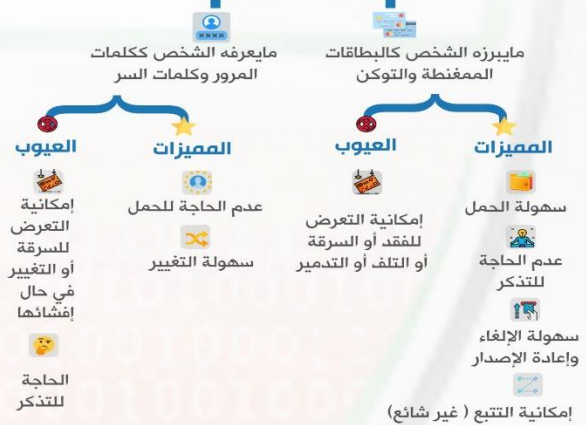 مايبرزه الشخص كالبطاقات
الممغنطة والتوكن
المميزات
سهولة الحمل
عدم الحاجة
للتذكر
سهولة الإلغاء
وإعادة الإصدار
إمكانية التتبع ( غير شائع)
العيوب
إمكانية التعرض
للفقد أو السرقة
أو التلف أو التدمير
مايعرفه الشخص ككلمات
المرور وكلمات السر
المميزات
عدم الحاجة للحمل
سهولة التغيير
العيوب
إمكانية
التعرض
للسرقة
أو التغيير
في حال
إفشائها
الحاجة
للتذكر